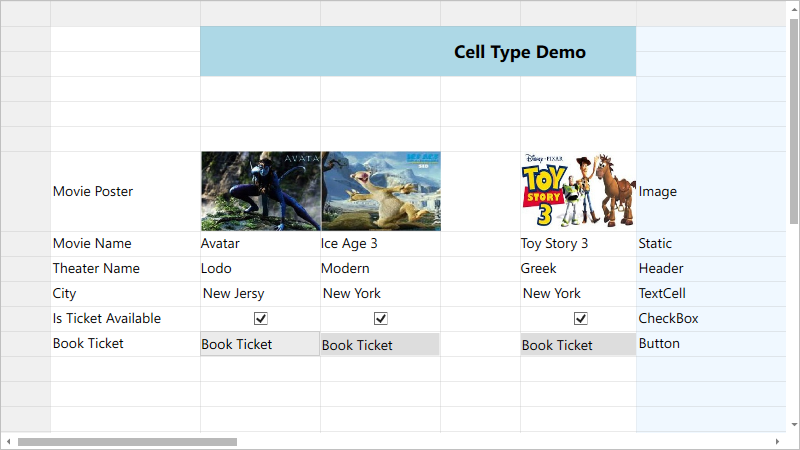 Cell Type Demo
Movie Poster AVATA Disney PIXAR TOY STORY 3 Image
Movie Name Avatar Ice Age 3 Toy Story 3 Static
Theater Name Lodo Modern Greek Header
City New Jersy New York New York TextCell
Is Ticket Available CheckBox
Book Ticket Book Ticket Book Ticket Book Ticket Button